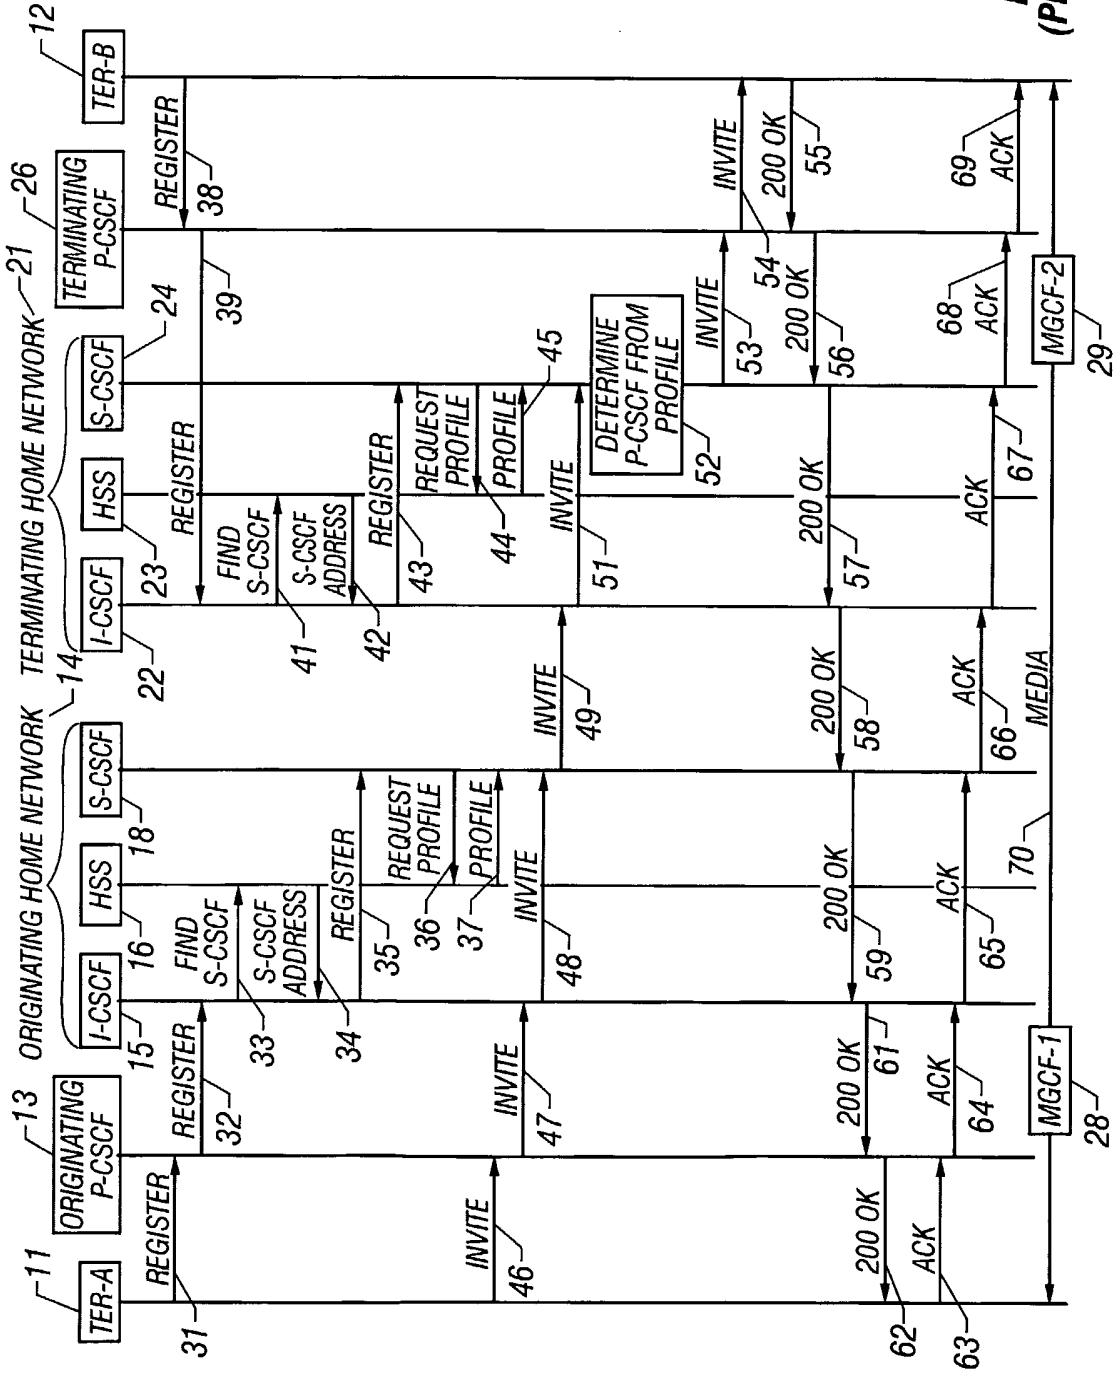 ORIGINATING HOME NETWORK 14
TERMINATING HOME NETWORK 21
11
TER-A
13
ORIGINATING
P-CSCF
I-CSCF
15
HSS
16
S-CSCF
18
I-CSCF
22
HSS
23
S-CSCF
24
TERMINATING
P-CSCF
26
TER-B
12
REGISTER
31
REGISTER
32
FIND
S-CSCF
33
S-CSCF
ADDRESS
34
REGISTER
35
REQUEST
PROFILE
36
PROFILE
37
REGISTER
38
REGISTER
39
FIND
S-CSCF
41
S-CSCF
ADDRESS
42
REGISTER
43
REQUEST
PROFILE
44
PROFILE
45
INVITE
46
INVITE
47
INVITE
48
INVITE
49
INVITE
51
DETERMINE
P-CSCF FROM
PROFILE
52
INVITE
53
INVITE
54
200 OK
55
200 OK
56
200 OK
57
200 OK
58
200 OK
59
200 OK
61
200 OK
62
ACK
63
ACK
64
ACK
65
ACK
66
ACK
67
ACK
68
ACK
69
MGCF-1
28
MEDIA
70
MGCF-2
29